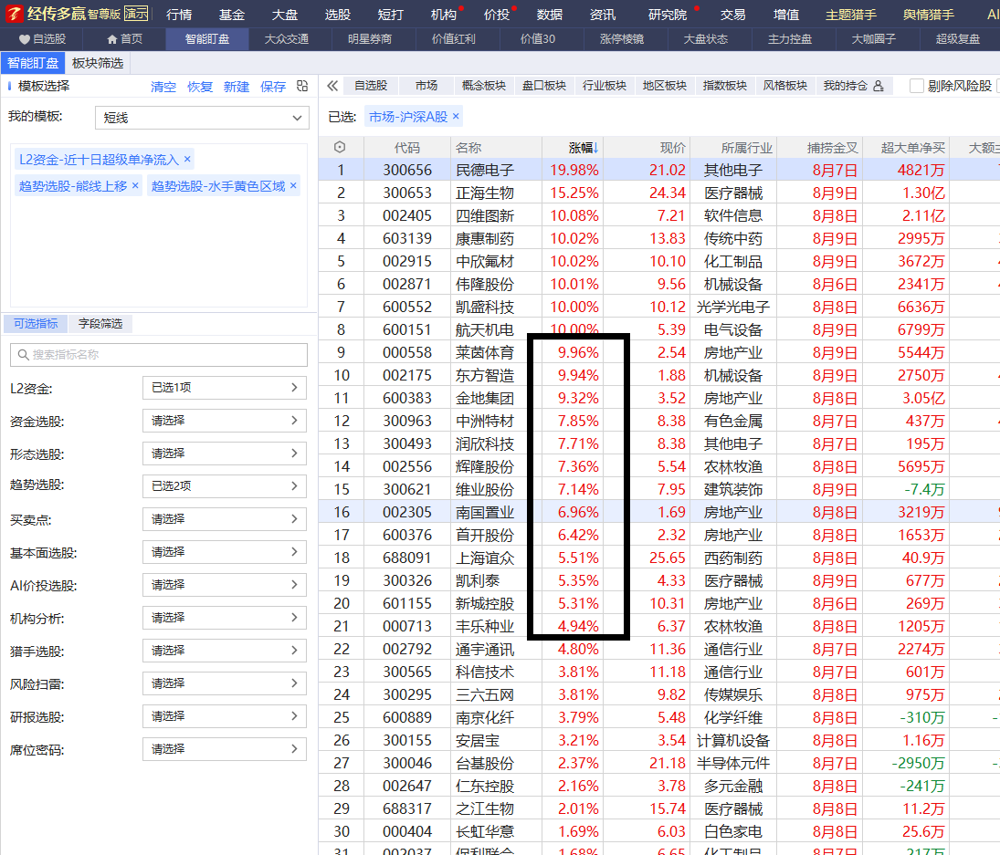 经传多赢 智尊版 演示 行情 基金 大盘 选股 短打 机构 价投 数据 资讯 研究院 交易 增值 主题猎手 舆情猎手 AI
自选股 首页 智能盯盘 大众交通 明星券商 价值红利 价值30 涨停棱镜 大盘状态 主力控盘 大咖圈子 超级复盘
智能盯盘 板块筛选
模板选择 清空 恢复 新建 保存
我的模板: 短线
L2资金-近十日超级单净流入 ×
趋势选股-熊线上移 × 趋势选股-水手黄色区域 ×
可选指标 字段筛选
搜索指标名称
L2资金: 已选1项
资金选股: 请选择
形态选股: 请选择
趋势选股: 已选2项
买卖点: 请选择
基本面选股: 请选择
AI价投选股: 请选择
机构分析: 请选择
猎手选股: 请选择
风险扫雷: 请选择
研报选股: 请选择
席位密码: 请选择
自选股 市场 概念板块 盘口板块 行业板块 地区板块 指数板块 风格板块 我的持仓 剔除风险股
已选: 市场-沪深A股 ×
代码 名称 涨幅↓ 现价 所属行业 捕捞金叉 超大单净买 大额主
1 300656 民德电子 19.98% 21.02 其他电子 8月7日 4821万
2 300653 正海生物 15.25% 24.34 医疗器械 8月9日 1.30亿
3 002405 四维图新 10.08% 7.21 软件信息 8月8日 2.11亿
4 603139 康惠制药 10.02% 13.83 传统中药 8月9日 2995万
5 002915 中欣氟材 10.02% 10.10 化工制品 8月9日 3672万
6 002871 伟隆股份 10.01% 9.56 机械设备 8月6日 2341万
7 600552 凯盛科技 10.00% 10.12 光学光电子 8月8日 6636万
8 600151 航天机电 10.00% 5.39 电气设备 8月9日 6799万
9 000558 莱茵体育 9.96% 2.54 房地产业 8月9日 5544万
10 002175 东方智造 9.94% 1.88 机械设备 8月9日 2750万
11 600383 金地集团 9.32% 3.52 房地产业 8月9日 3.05亿
12 300963 中洲特材 7.85% 8.38 有色金属 8月7日 437万
13 300493 润欣科技 7.71% 8.38 其他电子 8月7日 195万
14 002556 辉隆股份 7.36% 5.54 农林牧渔 8月8日 5695万
15 300621 维业股份 7.14% 7.95 建筑装饰 8月9日 -7.4万
16 002305 南国置业 6.96% 1.69 房地产业 8月8日 3219万
17 600376 首开股份 6.42% 2.32 房地产业 8月8日 1653万
18 688091 上海谊众 5.51% 25.65 西药制药 8月8日 40.9万
19 300326 凯利泰 5.35% 4.33 医疗器械 8月9日 677万
20 601155 新城控股 5.31% 10.31 房地产业 8月6日 269万
21 000713 丰乐种业 4.94% 6.37 农林牧渔 8月8日 1205万
22 002792 通宇通讯 4.80% 11.36 通信行业 8月7日 2274万
23 300565 科信技术 3.81% 11.18 通信行业 8月7日 601万
24 300295 三六五网 3.81% 9.82 传媒娱乐 8月8日 975万
25 600889 南京化纤 3.79% 5.48 化学纤维 8月8日 -310万
26 300155 安居宝 3.21% 3.54 计算机设备 8月8日 1.16万
27 300046 台基股份 2.37% 21.18 半导体元件 8月7日 -2950万
28 002647 仁东控股 2.16% 3.78 多元金融 8月8日 -241万
29 688317 之江生物 2.01% 15.74 医疗器械 8月8日 11.2万
30 000404 长虹华意 1.69% 6.03 白色家电 8月8日 25.6万
31 002037 保利联合 1.68% 6.65 化工制品 8月7日 217万